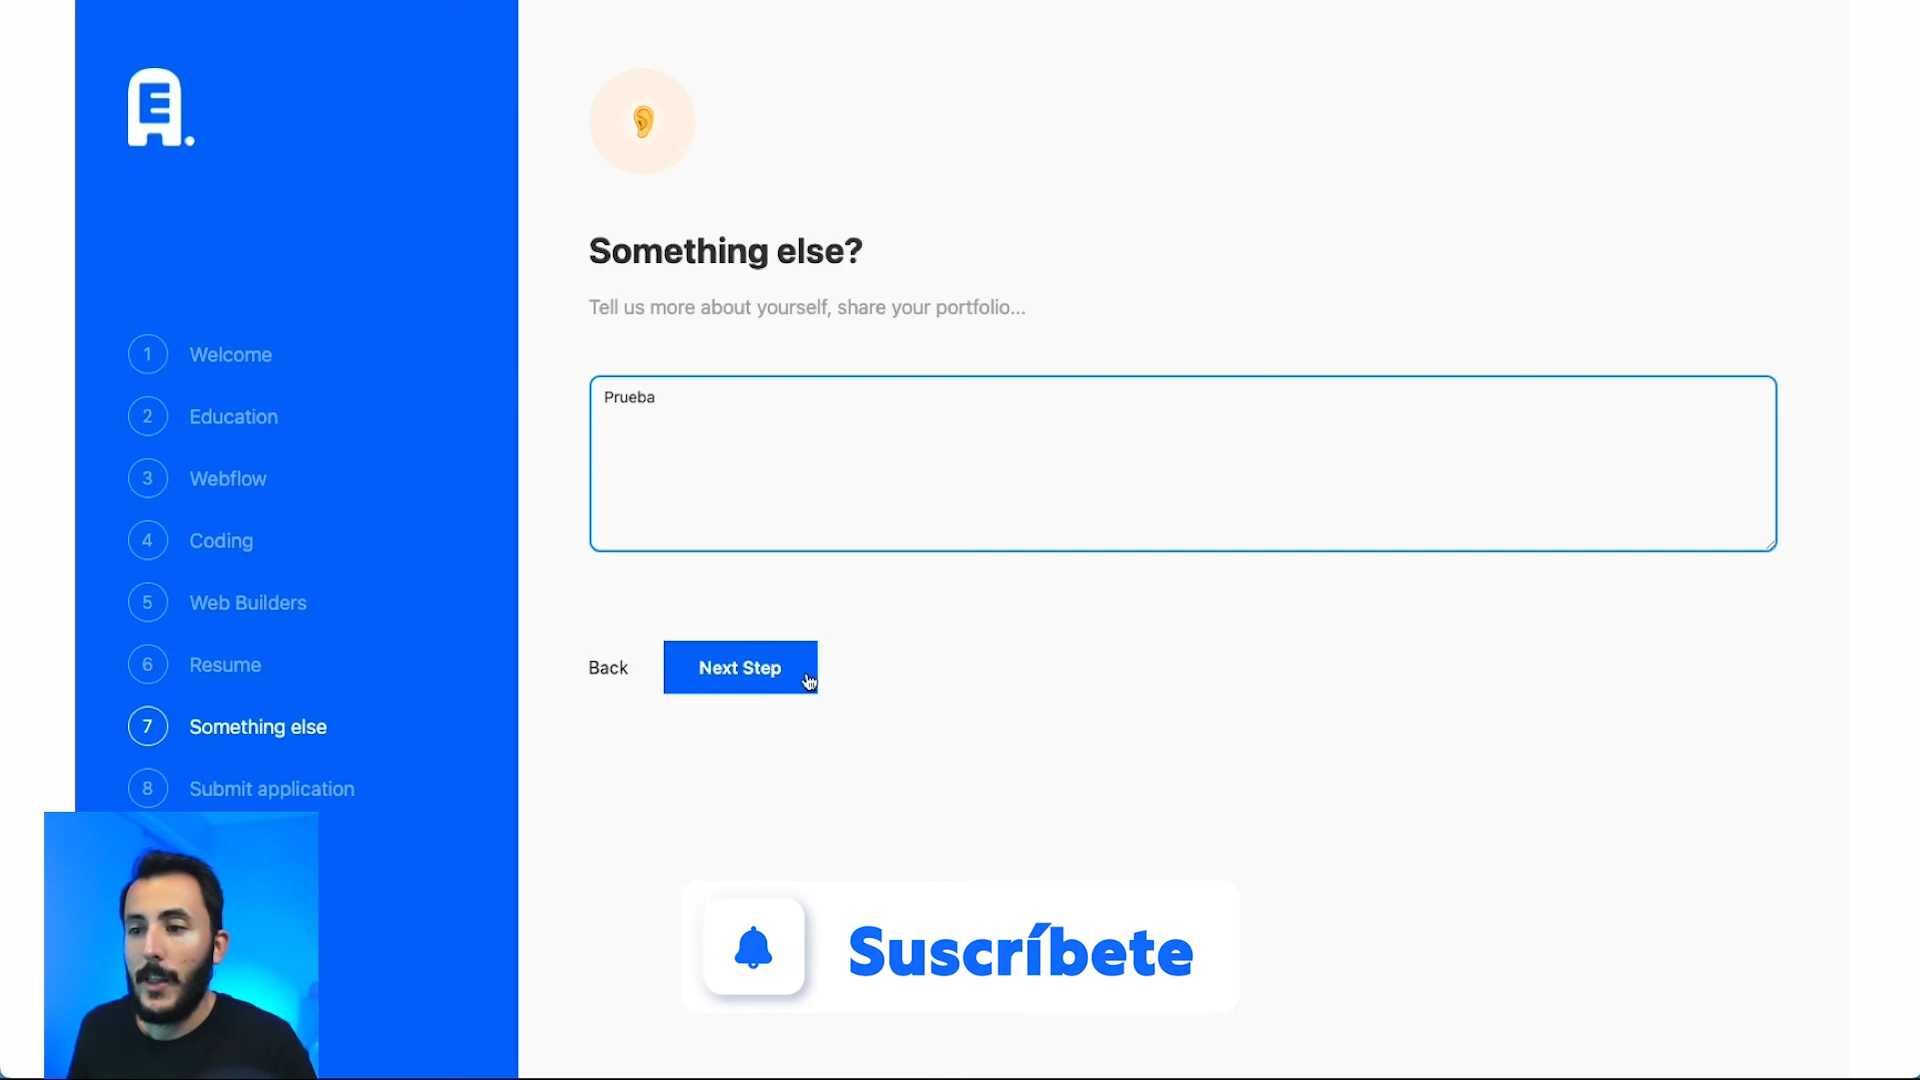 E
1 Welcome
2 Education
3 Webflow
4 Coding
5 Web Builders
6 Resume
7 Something else
8 Submit application
Something else?
Tell us more about yourself, share your portfolio...
Prueba
Back Next Step
Suscríbete